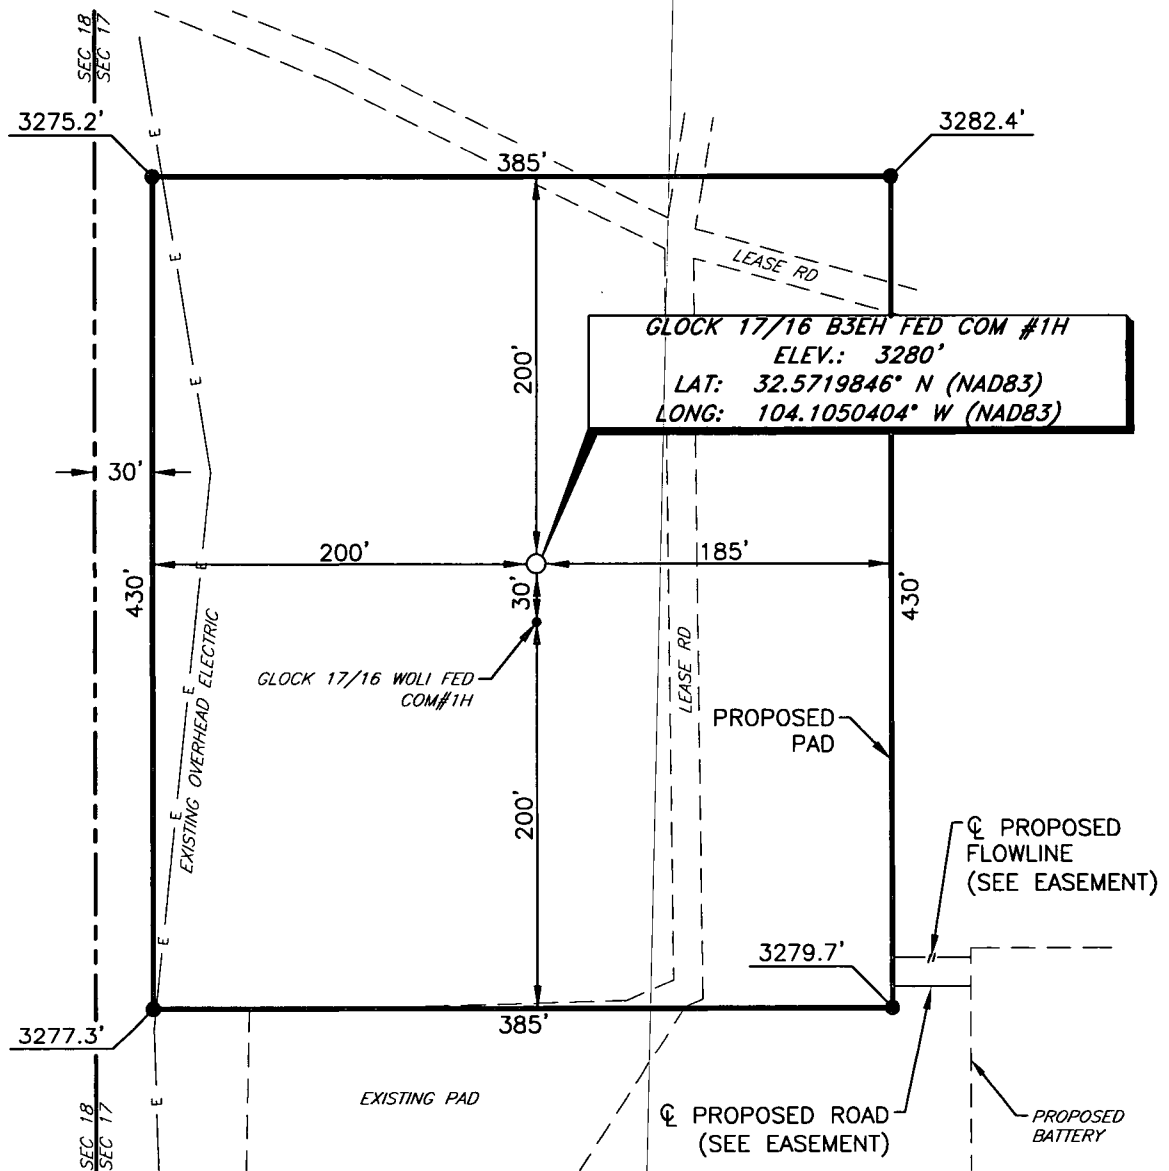 SEC 18
SEC 17
3275.2'
3282.4'
385'
E
E
LEASE RD
GLOCK 17/16 B3EH FED COM #1H
ELEV.: 3280'
LAT: 32.5719846° N (NAD83)
LONG: 104.1050404° W (NAD83)
200'
E
30'
E
200'
185'
E
430'
30'
430'
GLOCK 17/16 WOLI FED
COM#1H
EXISTING OVERHEAD ELECTRIC
E
LEASE RD
PROPOSED
PAD
200'
E
℄ PROPOSED
FLOWLINE
(SEE EASEMENT)
E
3279.7'
3277.3'
385'
SEC 18
SEC 17
E
EXISTING PAD
℄ PROPOSED ROAD
(SEE EASEMENT)
PROPOSED
BATTERY